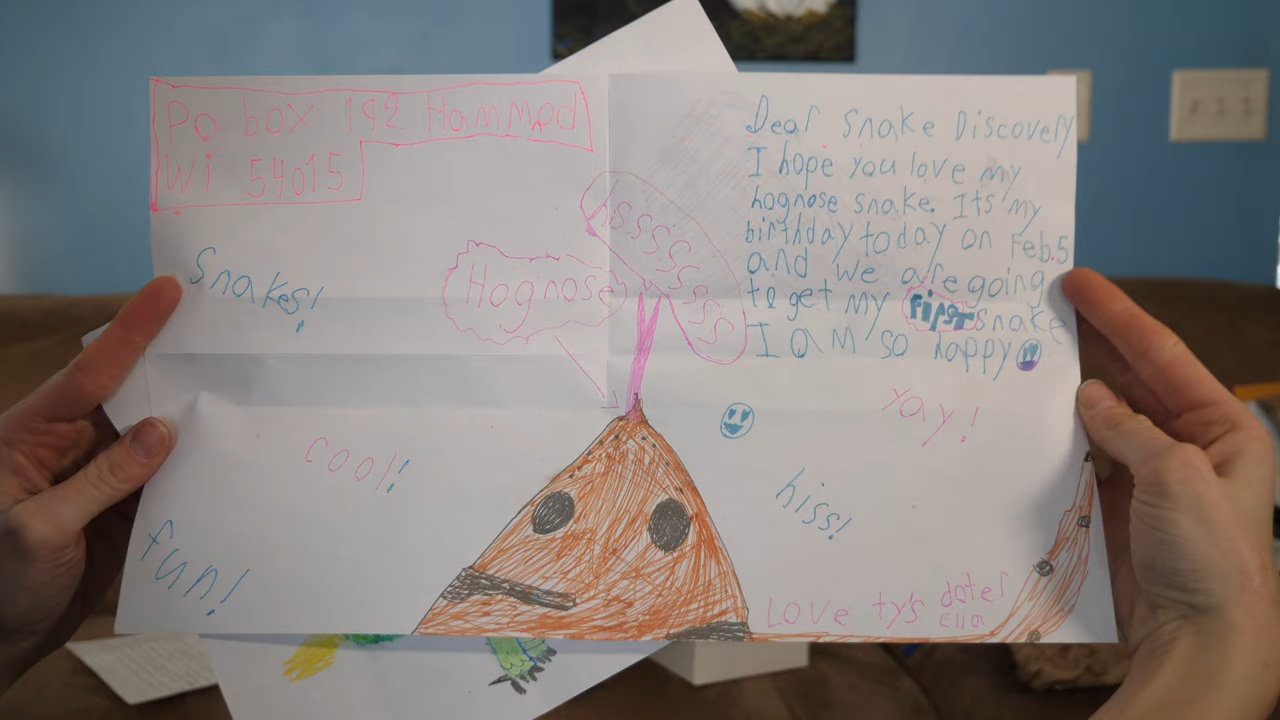 Po box 192 Hammod
Wi 54015
Dear Snake Discovery
I hope you love my
hognose snake. Its my
birthday today on Feb.5
and we are going
to get my first snake
I am so happy
Snakes!
Hognose
hsssssssss
cool!
Yay!
hiss!
fun!
Love ty's doter
Ella